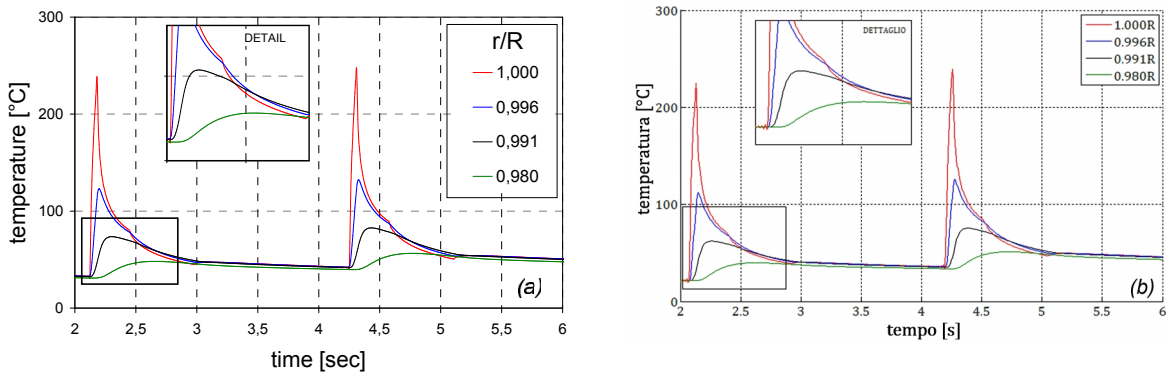 300
200
100
0
temperature [°C]
DETAIL
r/R
1,000
0,996
0,991
0,980
(a)
2 2,5 3 3,5 4 4,5 5 5,5 6
time [sec]
300
250
200
150
100
50
0
temperatura [°C]
DETTAGLIO
1.000R
0.996R
0.991R
0.980R
(b)
2 2.5 3 3.5 4 4.5 5 5.5 6
tempo [s]